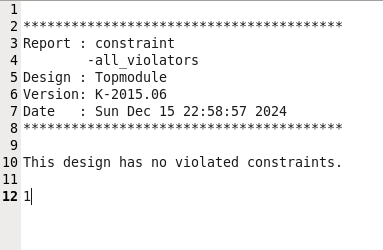 1
2 ****************************************
3 Report : constraint
4         -all_violators
5 Design : Topmodule
6 Version: K-2015.06
7 Date   : Sun Dec 15 22:58:57 2024
8 ****************************************
9
10 This design has no violated constraints.
11
12 1